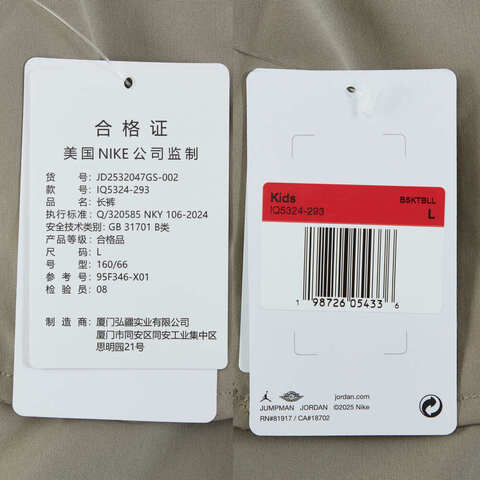 合格证
美国NIKE公司监制
货 号: JD2532047GS-002
款 号: IQ5324-293
品 名: 长裤
执行标准: Q/320585 NKY 106-2024
安全技术类别: GB 31701 B类
产品等级: 合格品
尺 码: L
型 号: 160/66
参 考 号: 95F346-X01
检 验 员: 08
制 造 商: 厦门弘疆实业有限公司
厦门市同安区同安工业集中区
思明园21号
Kids BSKTBLL
IQ5324-293 L
1 98726 05433 6
JUMPMAN JORDAN
jordan.com
©2025 Nike
RN#81917 / CA#18702
L